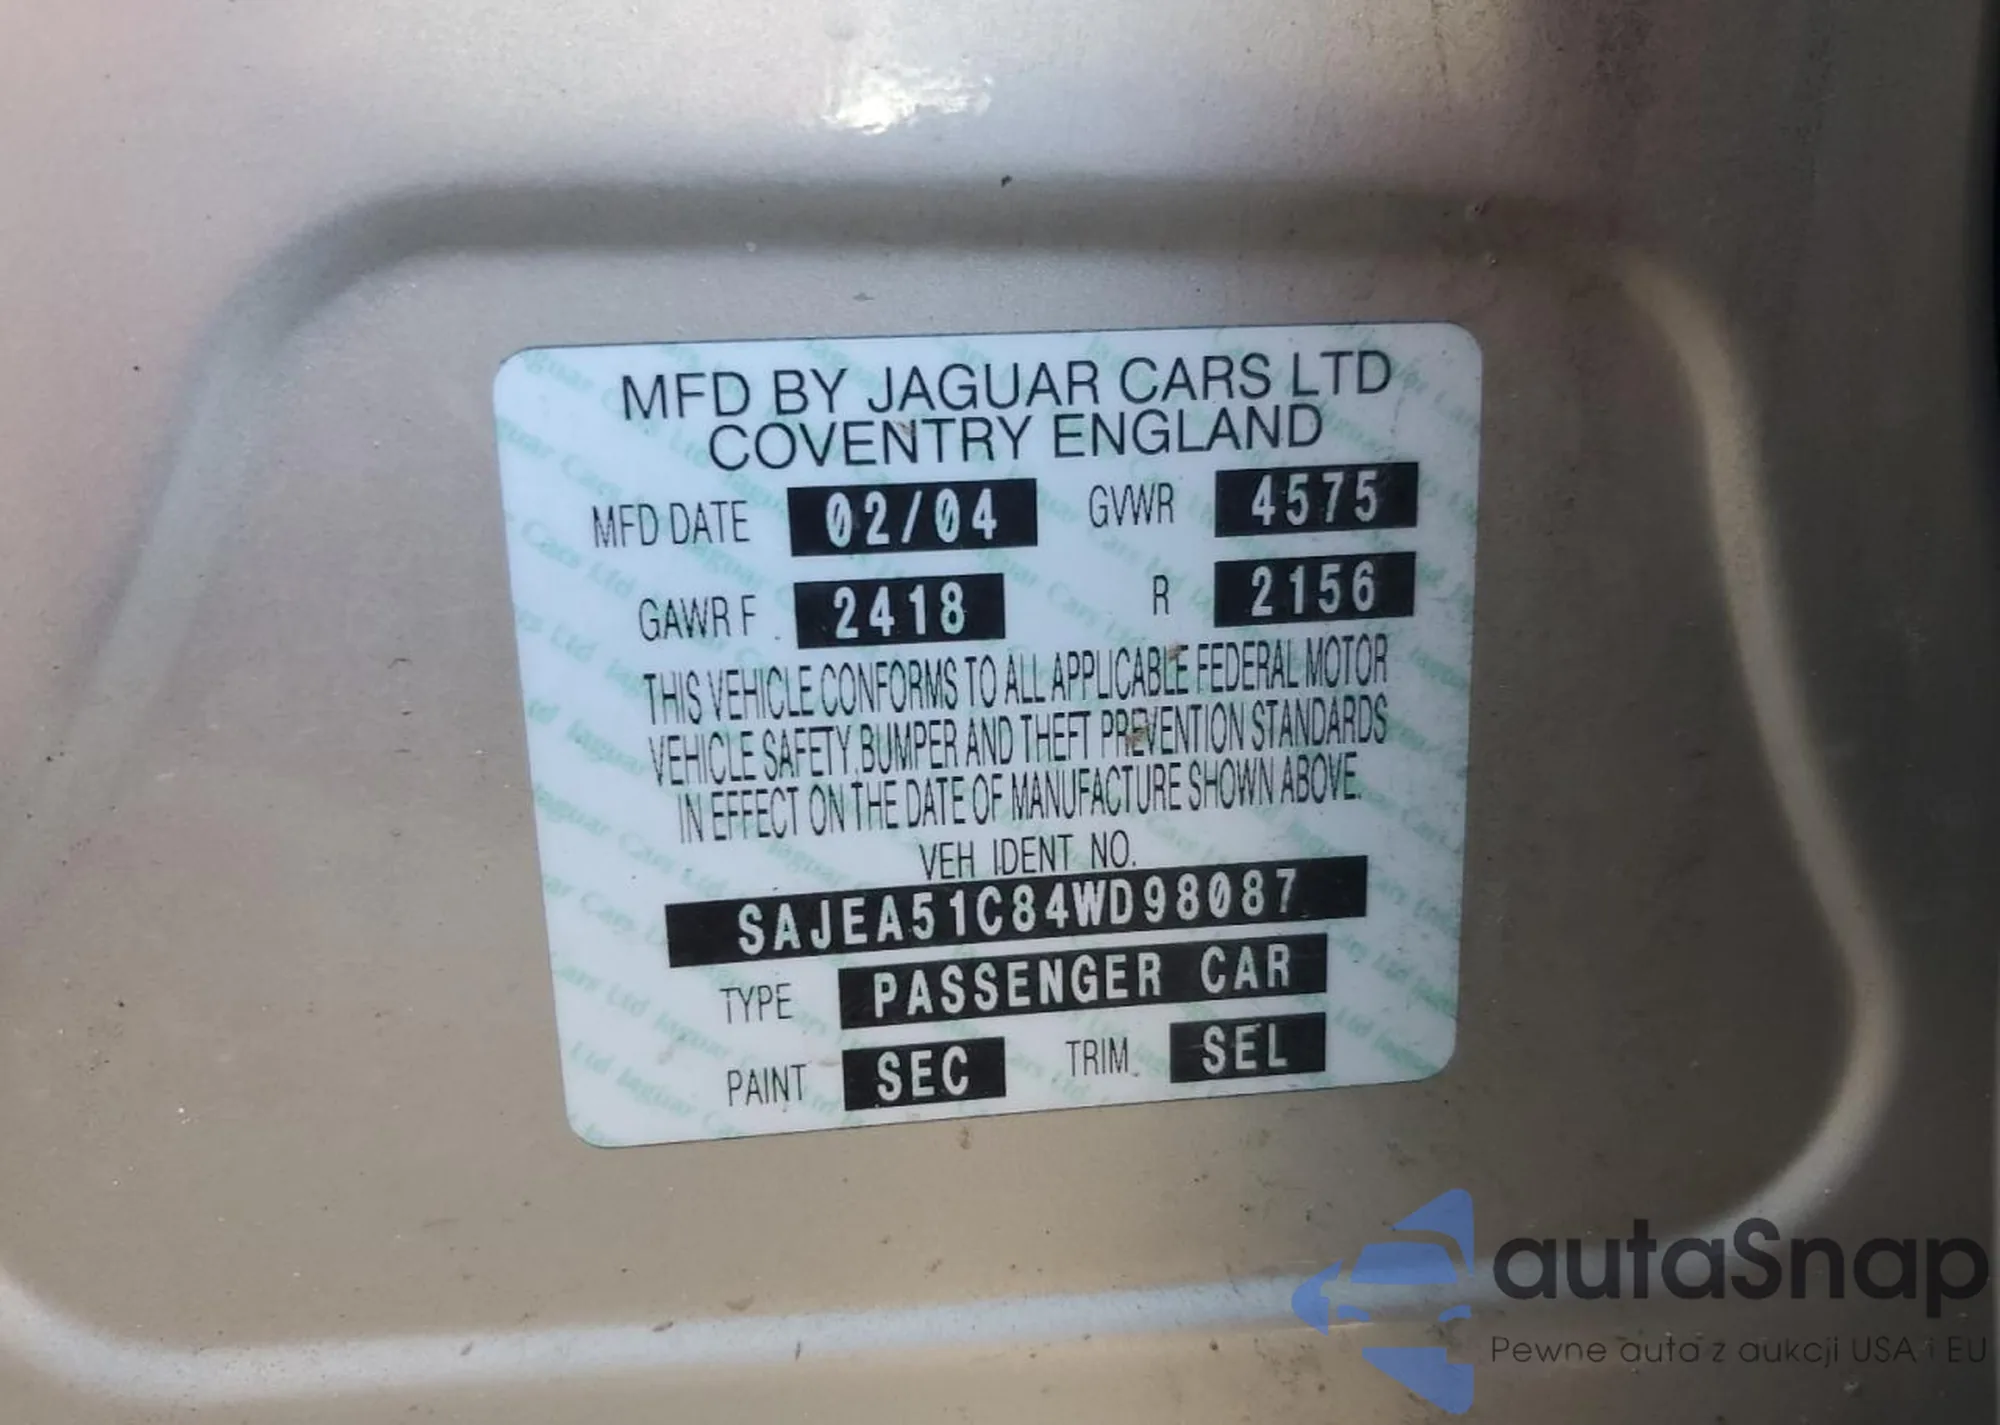 MFD BY JAGUAR CARS LTD
COVENTRY ENGLAND
MFD DATE 02/04 GVWR 4575
GAWR F 2418 R 2156
THIS VEHICLE CONFORMS TO ALL APPLICABLE FEDERAL MOTOR
VEHICLE SAFETY, BUMPER AND THEFT PREVENTION STANDARDS
IN EFFECT ON THE DATE OF MANUFACTURE SHOWN ABOVE.
VEH IDENT NO.
SAJEA51C84WD98087
TYPE PASSENGER CAR
PAINT SEC TRIM SEL
autaSnap
Pewne auta z aukcji USA i EU